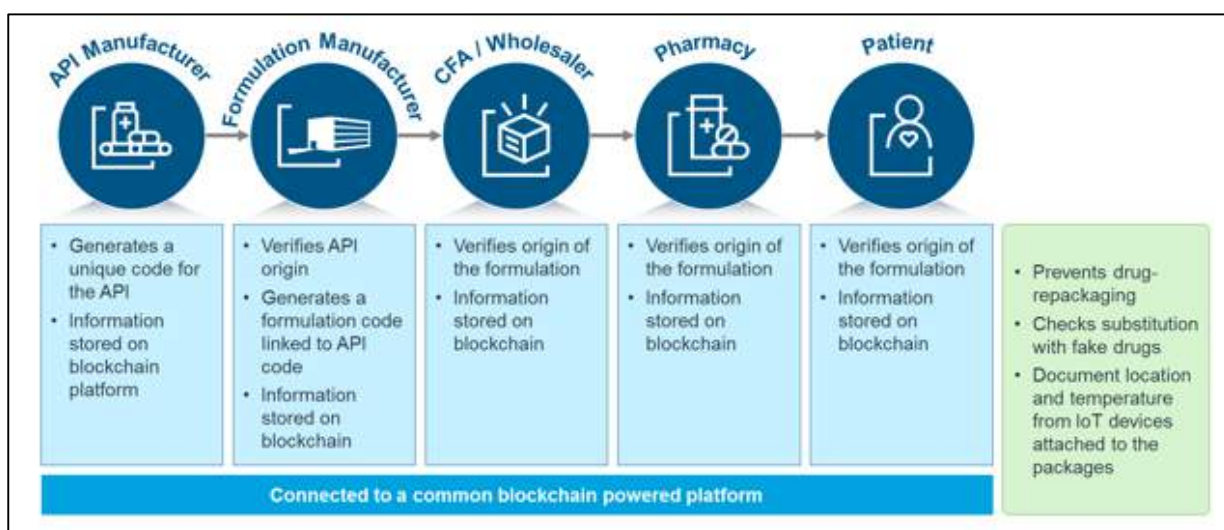 API Manufacturer
Formulation Manufacturer
CFA / Wholesaler
Pharmacy
Patient
• Generates a
unique code for
the API
• Information
stored on
blockchain
platform
• Verifies API
origin
• Generates a
formulation code
linked to API
code
• Information
stored on
blockchain
• Verifies origin of
the formulation
• Information
stored on
blockchain
• Verifies origin of
the formulation
• Information
stored on
blockchain
• Verifies origin of
the formulation
• Information
stored on
blockchain
• Prevents drug-
repackaging
• Checks substitution
with fake drugs
• Document location
and temperature
from IoT devices
attached to the
packages
Connected to a common blockchain powered platform